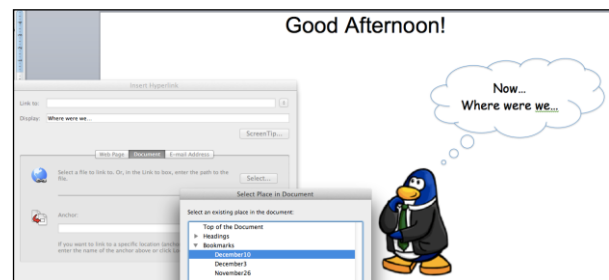 Good Afternoon!
Now...
Where were we...
Insert Hyperlink
Link to:
Display: Where were we...
ScreenTip...
Web Page Document E-mail Address
Select a file to link to. Or, in the Link to box, enter the path to the
file.
Select...
Select Place in Document
Anchor:
Select an existing place in the document:
Top of the Document
Headings
If you want to link to a specific location (anchor
Bookmarks
enter the name of the anchor above or click
December10
December3
November26